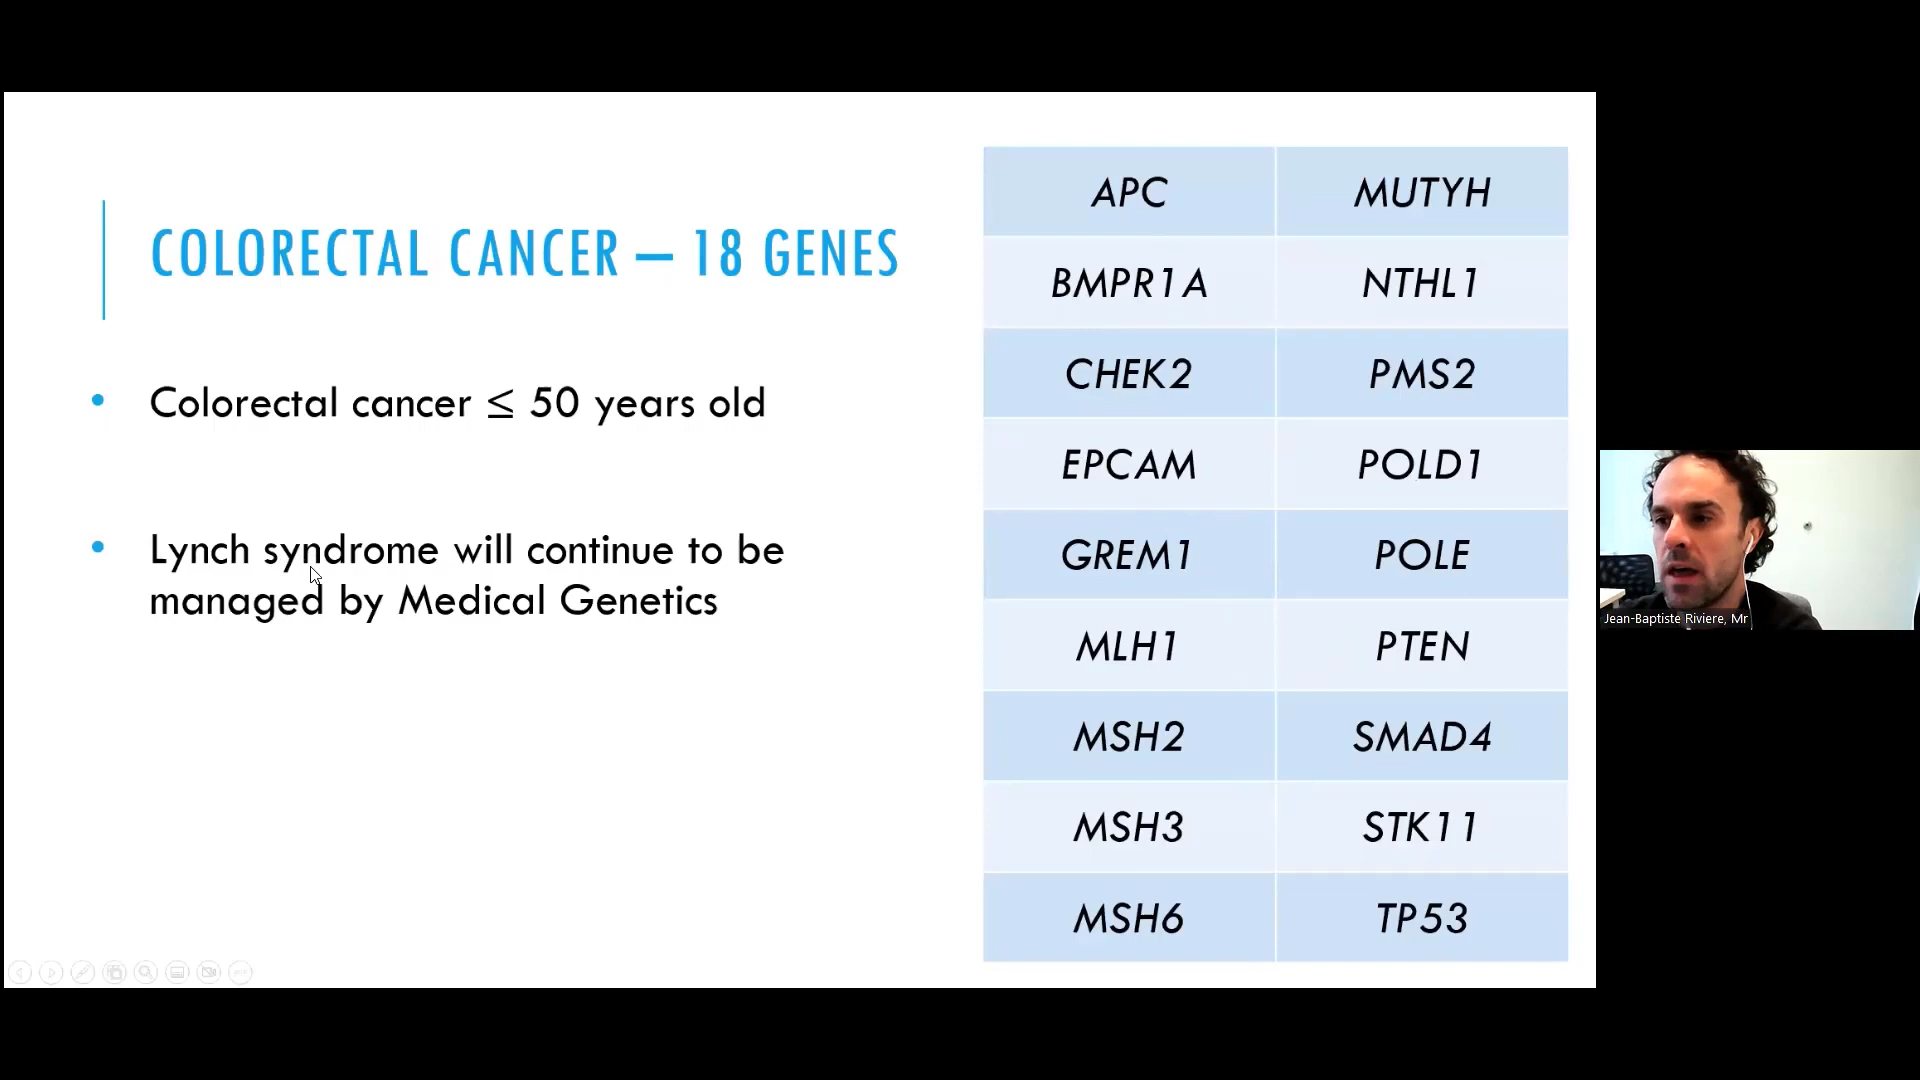 COLORECTAL CANCER – 18 GENES
• Colorectal cancer ≤ 50 years old
• Lynch syndrome will continue to be
managed by Medical Genetics
APC MUTYH
BMPR1A NTHL1
CHEK2 PMS2
EPCAM POLD1
GREM1 POLE
MLH1 PTEN
MSH2 SMAD4
MSH3 STK11
MSH6 TP53
Jean-Baptiste Riviere, Mr